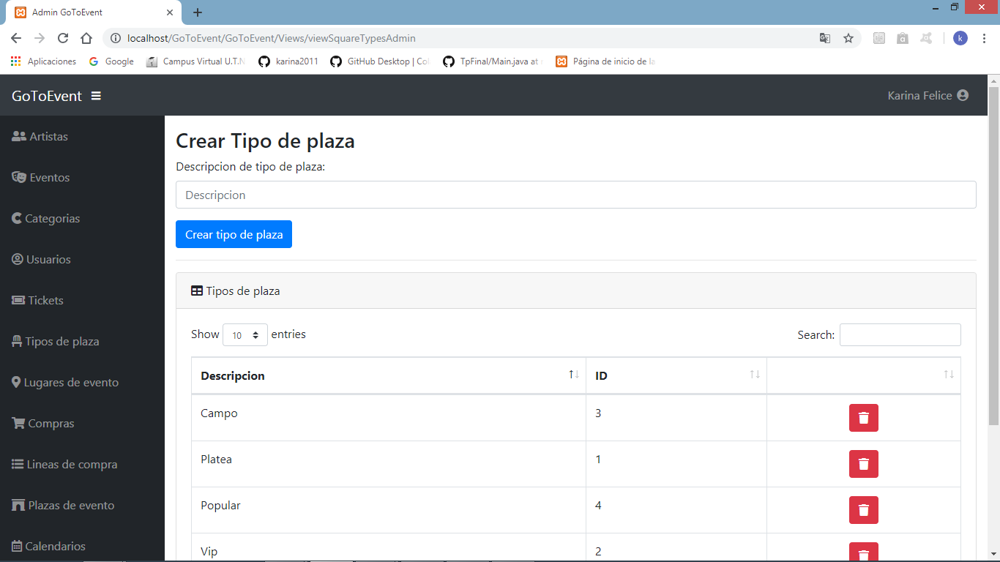 Admin GoToEvent
localhost/GoToEvent/GoToEvent/Views/viewSquareTypesAdmin
k
Aplicaciones
Google
Campus Virtual U.T.N
karina2011
GitHub Desktop | Co
TpFinal/Main.java at
Página de inicio de la
GoToEvent
Karina Felice
Artistas
Eventos
Categorias
Usuarios
Tickets
Tipos de plaza
Lugares de evento
Compras
Lineas de compra
Plazas de evento
Calendarios
Crear Tipo de plaza
Descripcion de tipo de plaza:
Descripcion
Crear tipo de plaza
Tipos de plaza
Show 10 entries
Search:
Descripcion ID
Campo 3
Platea 1
Popular 4
Vip 2